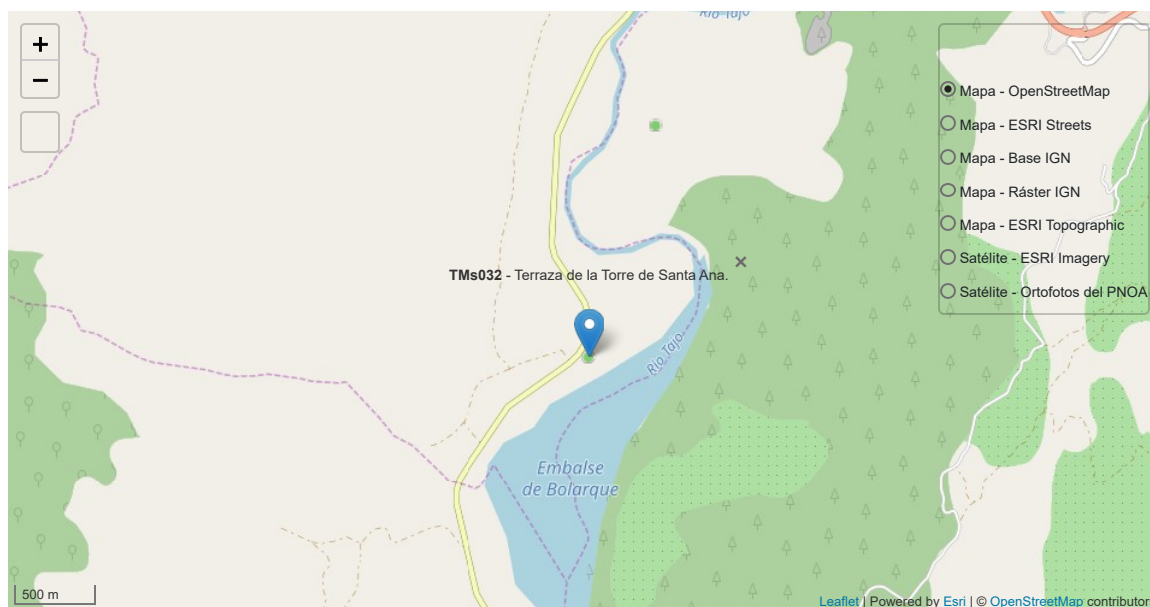 Río Tajo
+
−
Mapa - OpenStreetMap
Mapa - ESRI Streets
Mapa - Base IGN
Mapa - Ráster IGN
Mapa - ESRI Topographic
Satélite - ESRI Imagery
Satélite - Ortofotos del PNOA
TMs032 - Terraza de la Torre de Santa Ana.
×
Río Tajo
Embalse
de Bolarque
500 m
Leaflet | Powered by Esri | © OpenStreetMap contributor